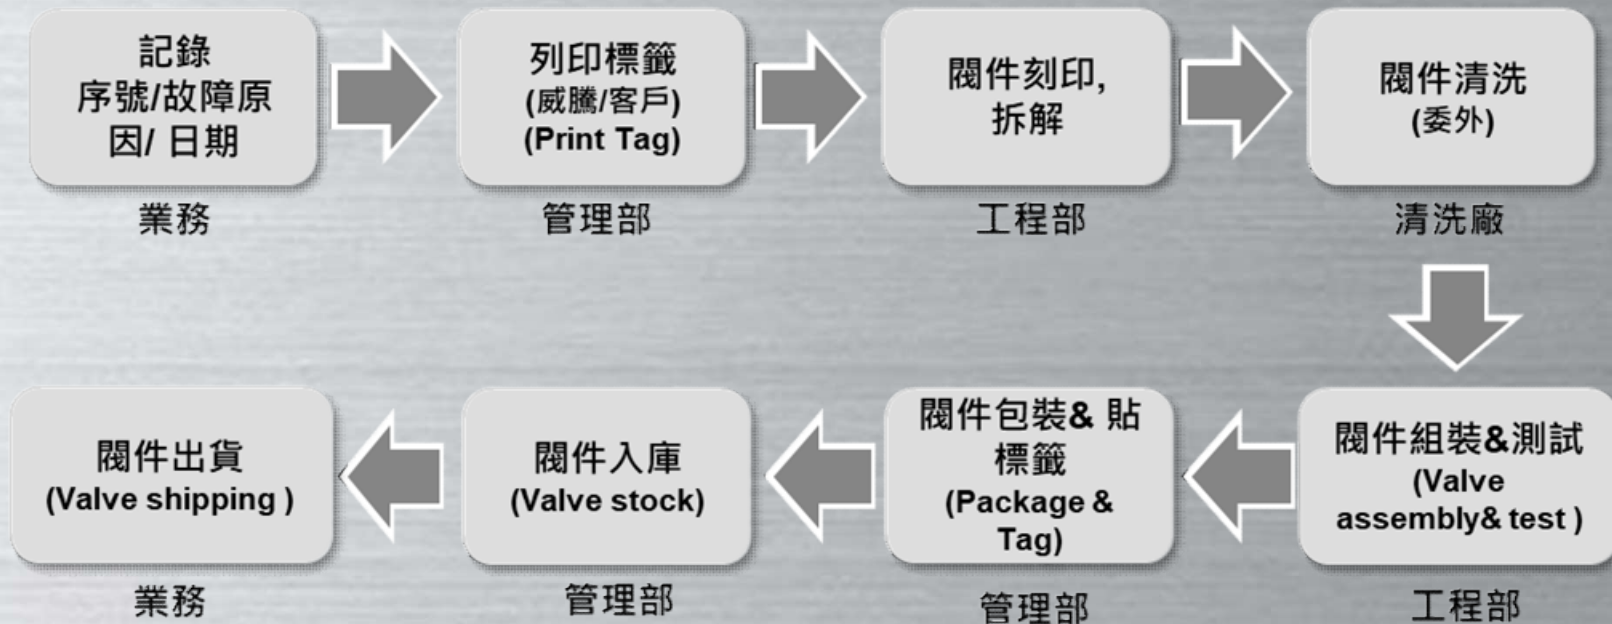 記錄
序號/故障原
因/ 日期
業務
列印標籤
(威騰/客戶)
(Print Tag)
管理部
閥件刻印,
拆解
工程部
閥件清洗
(委外)
清洗廠
閥件組裝&測試
(Valve
assembly& test )
工程部
閥件包裝& 貼
標籤
(Package &
Tag)
管理部
閥件入庫
(Valve stock)
管理部
閥件出貨
(Valve shipping )
業務